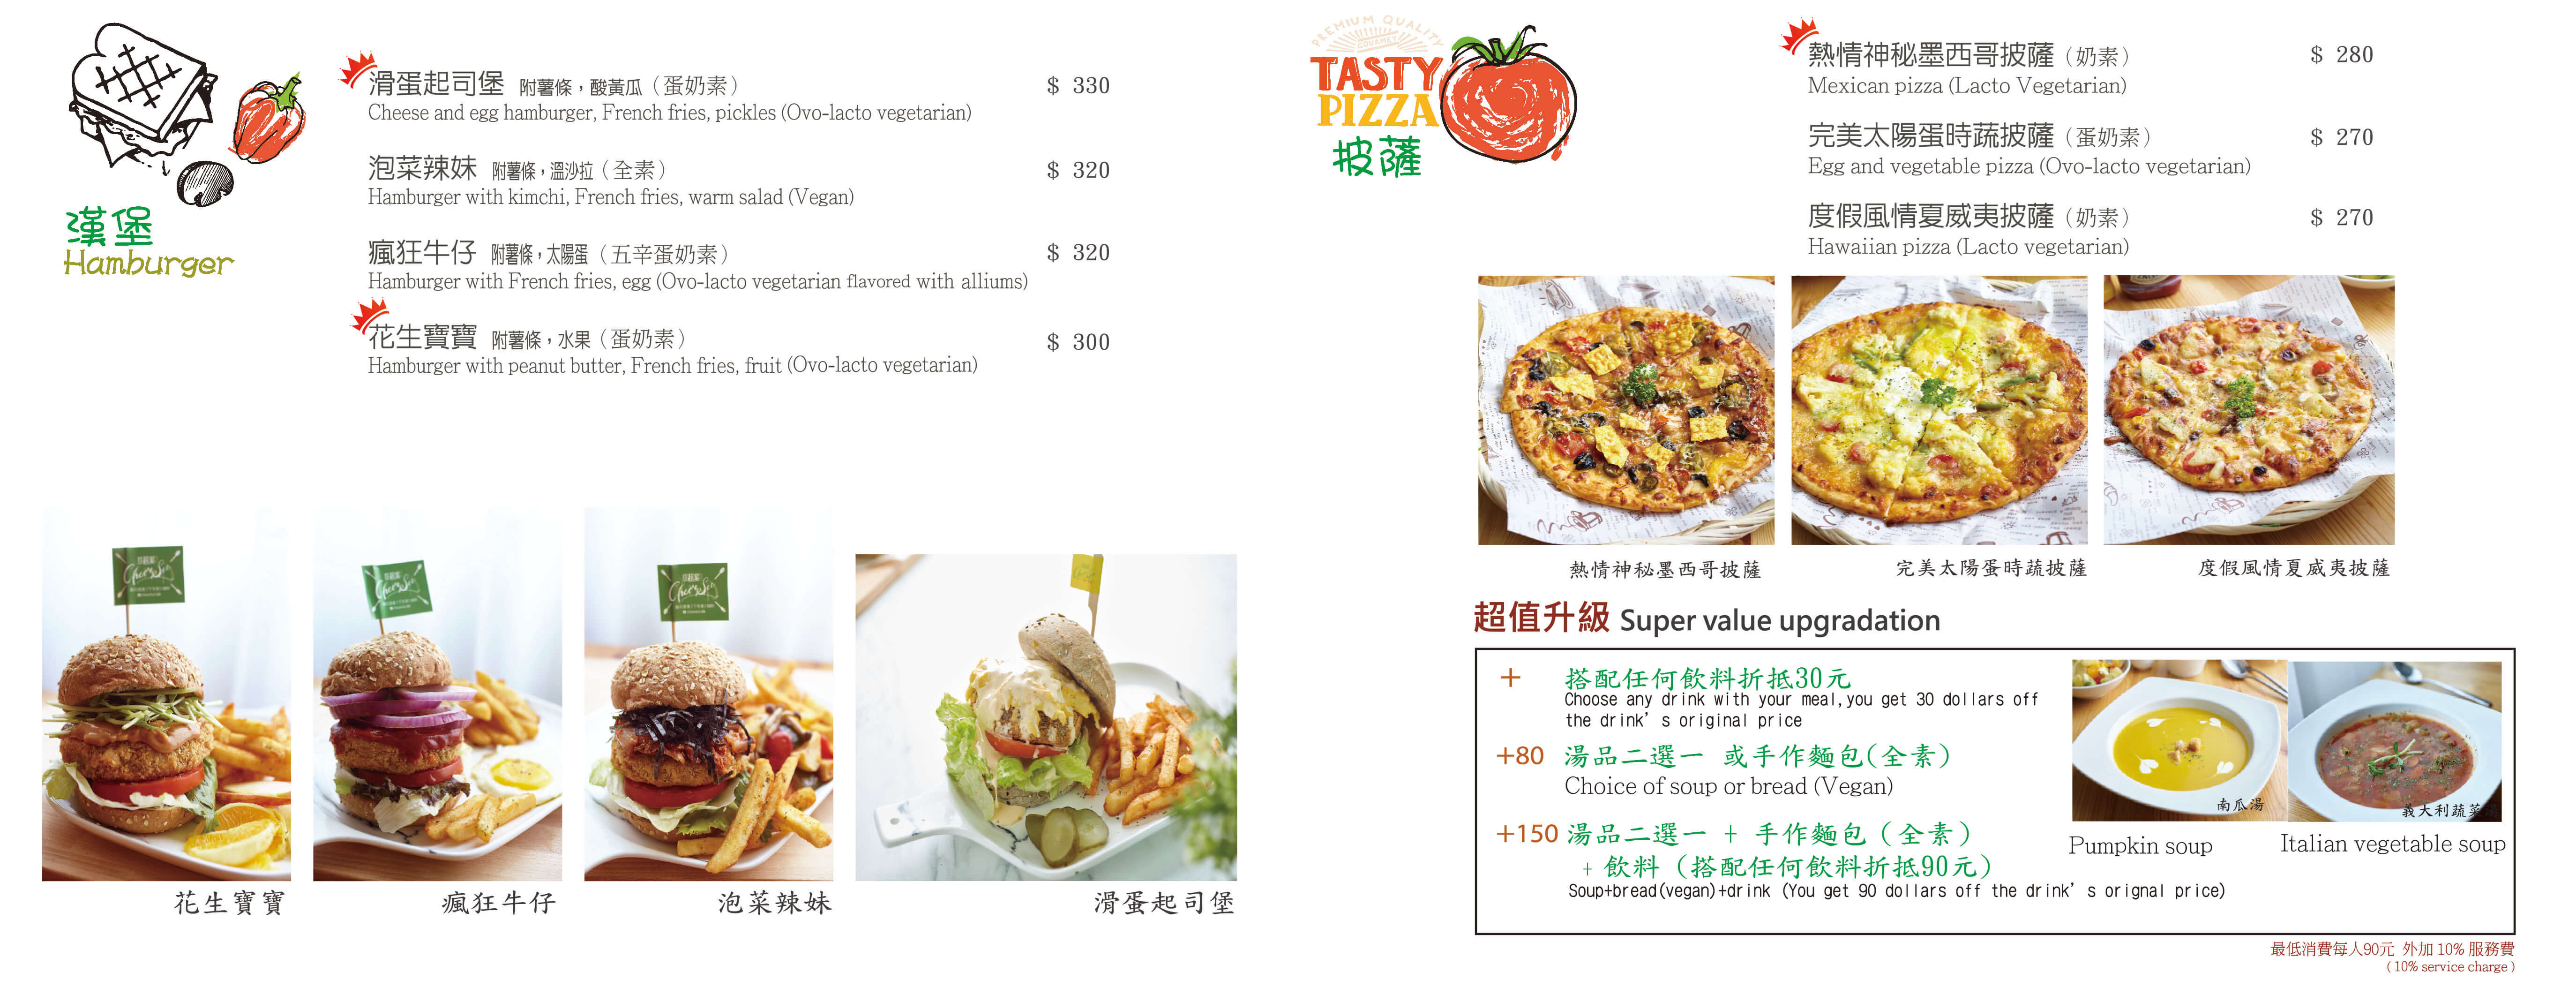 漢堡
Hamburger
滑蛋起司堡 附薯條，酸黃瓜（蛋奶素） $ 330
Cheese and egg hamburger, French fries, pickles (Ovo-lacto vegetarian)
泡菜辣妹 附薯條，溫沙拉（全素） $ 320
Hamburger with kimchi, French fries, warm salad (Vegan)
瘋狂牛仔 附薯條，太陽蛋（五辛蛋奶素） $ 320
Hamburger with French fries, egg (Ovo-lacto vegetarian flavored with alliums)
花生寶寶 附薯條，水果（蛋奶素） $ 300
Hamburger with peanut butter, French fries, fruit (Ovo-lacto vegetarian)
花生寶寶
瘋狂牛仔
泡菜辣妹
滑蛋起司堡
PREMIUM QUALITY
GOURMET
TASTY
PIZZA
披薩
熱情神秘墨西哥披薩（奶素） $ 280
Mexican pizza (Lacto Vegetarian)
完美太陽蛋時蔬披薩（蛋奶素） $ 270
Egg and vegetable pizza (Ovo-lacto vegetarian)
度假風情夏威夷披薩（奶素） $ 270
Hawaiian pizza (Lacto vegetarian)
熱情神秘墨西哥披薩
完美太陽蛋時蔬披薩
度假風情夏威夷披薩
超值升級 Super value upgradation
+ 搭配任何飲料折抵30元
Choose any drink with your meal,you get 30 dollars off
the drink’s original price
+80 湯品二選一 或手作麵包(全素)
Choice of soup or bread (Vegan)
+150 湯品二選一 + 手作麵包（全素）
+ 飲料（搭配任何飲料折抵90元）
Soup+bread(vegan)+drink (You get 90 dollars off the drink’s orignal price)
南瓜湯
義大利蔬菜湯
Pumpkin soup
Italian vegetable soup
最低消費每人90元 外加 10% 服務費
( 10% service charge )